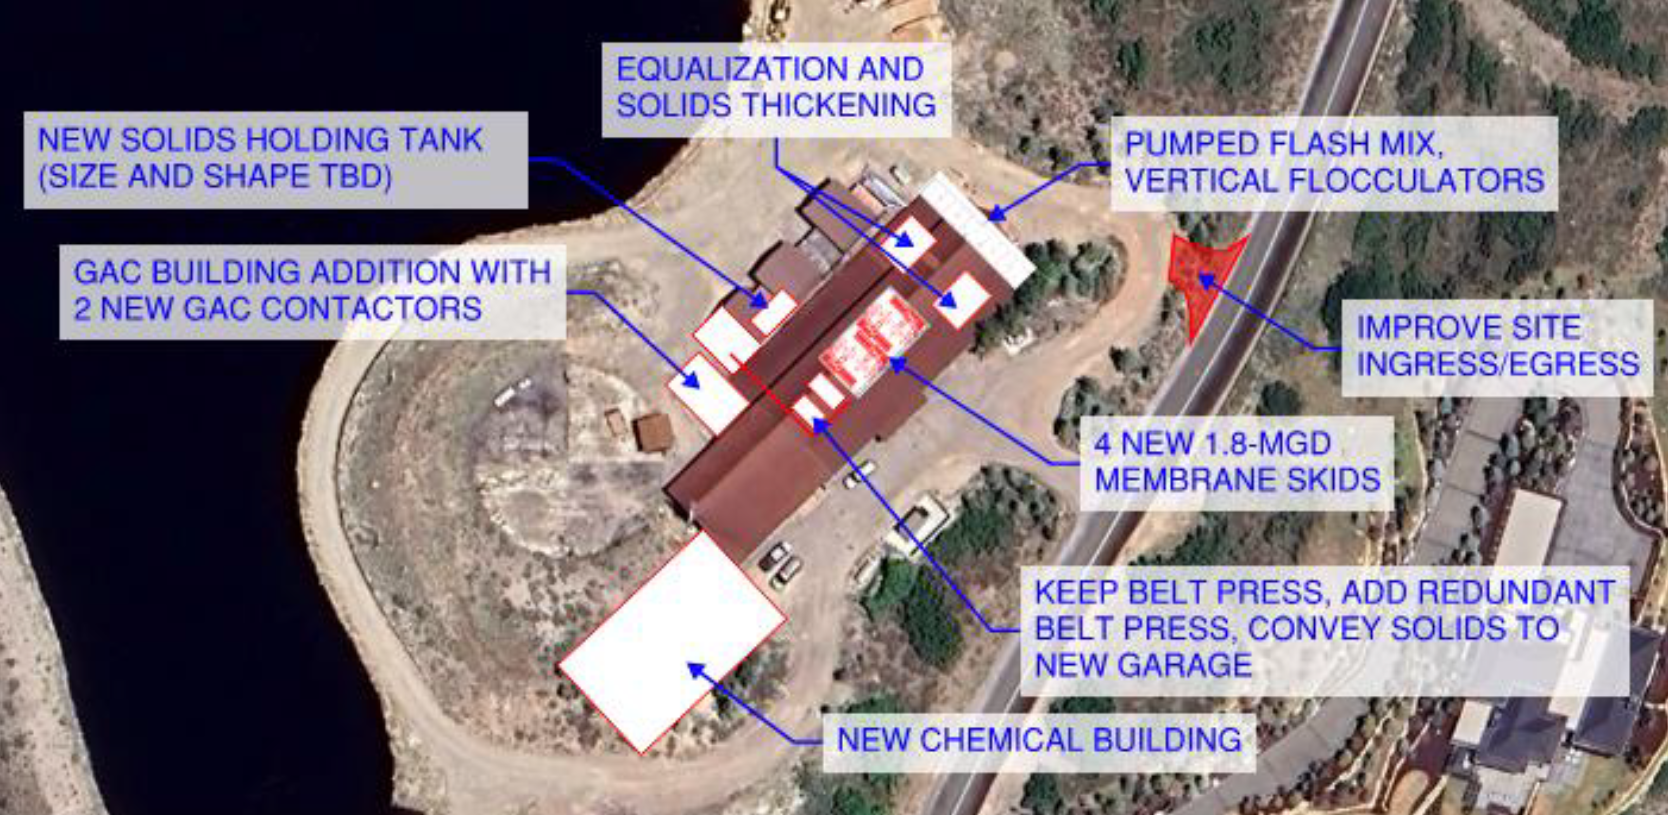 EQUALIZATION AND
SOLIDS THICKENING
NEW SOLIDS HOLDING TANK
(SIZE AND SHAPE TBD)
PUMPED FLASH MIX,
VERTICAL FLOCCULATORS
GAC BUILDING ADDITION WITH
2 NEW GAC CONTACTORS
IMPROVE SITE
INGRESS/EGRESS
4 NEW 1.8-MGD
MEMBRANE SKIDS
KEEP BELT PRESS, ADD REDUNDANT
BELT PRESS, CONVEY SOLIDS TO
NEW GARAGE
NEW CHEMICAL BUILDING